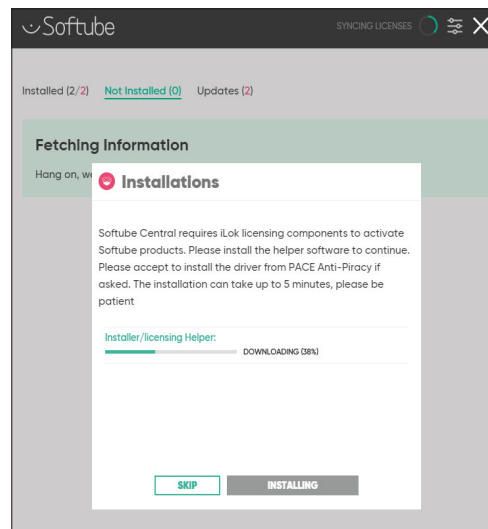 Softube
SYNCING LICENSES
Installed (2/2) Not Installed (0) Updates (2)
Fetching Information
Hang on, we
Installations
Softube Central requires iLok licensing components to activate
Softube products. Please install the helper software to continue.
Please accept to install the driver from PACE Anti-Piracy if
asked. The installation can take up to 5 minutes, please be
patient
Installer/licensing Helper:
DOWNLOADING (38%)
SKIP
INSTALLING